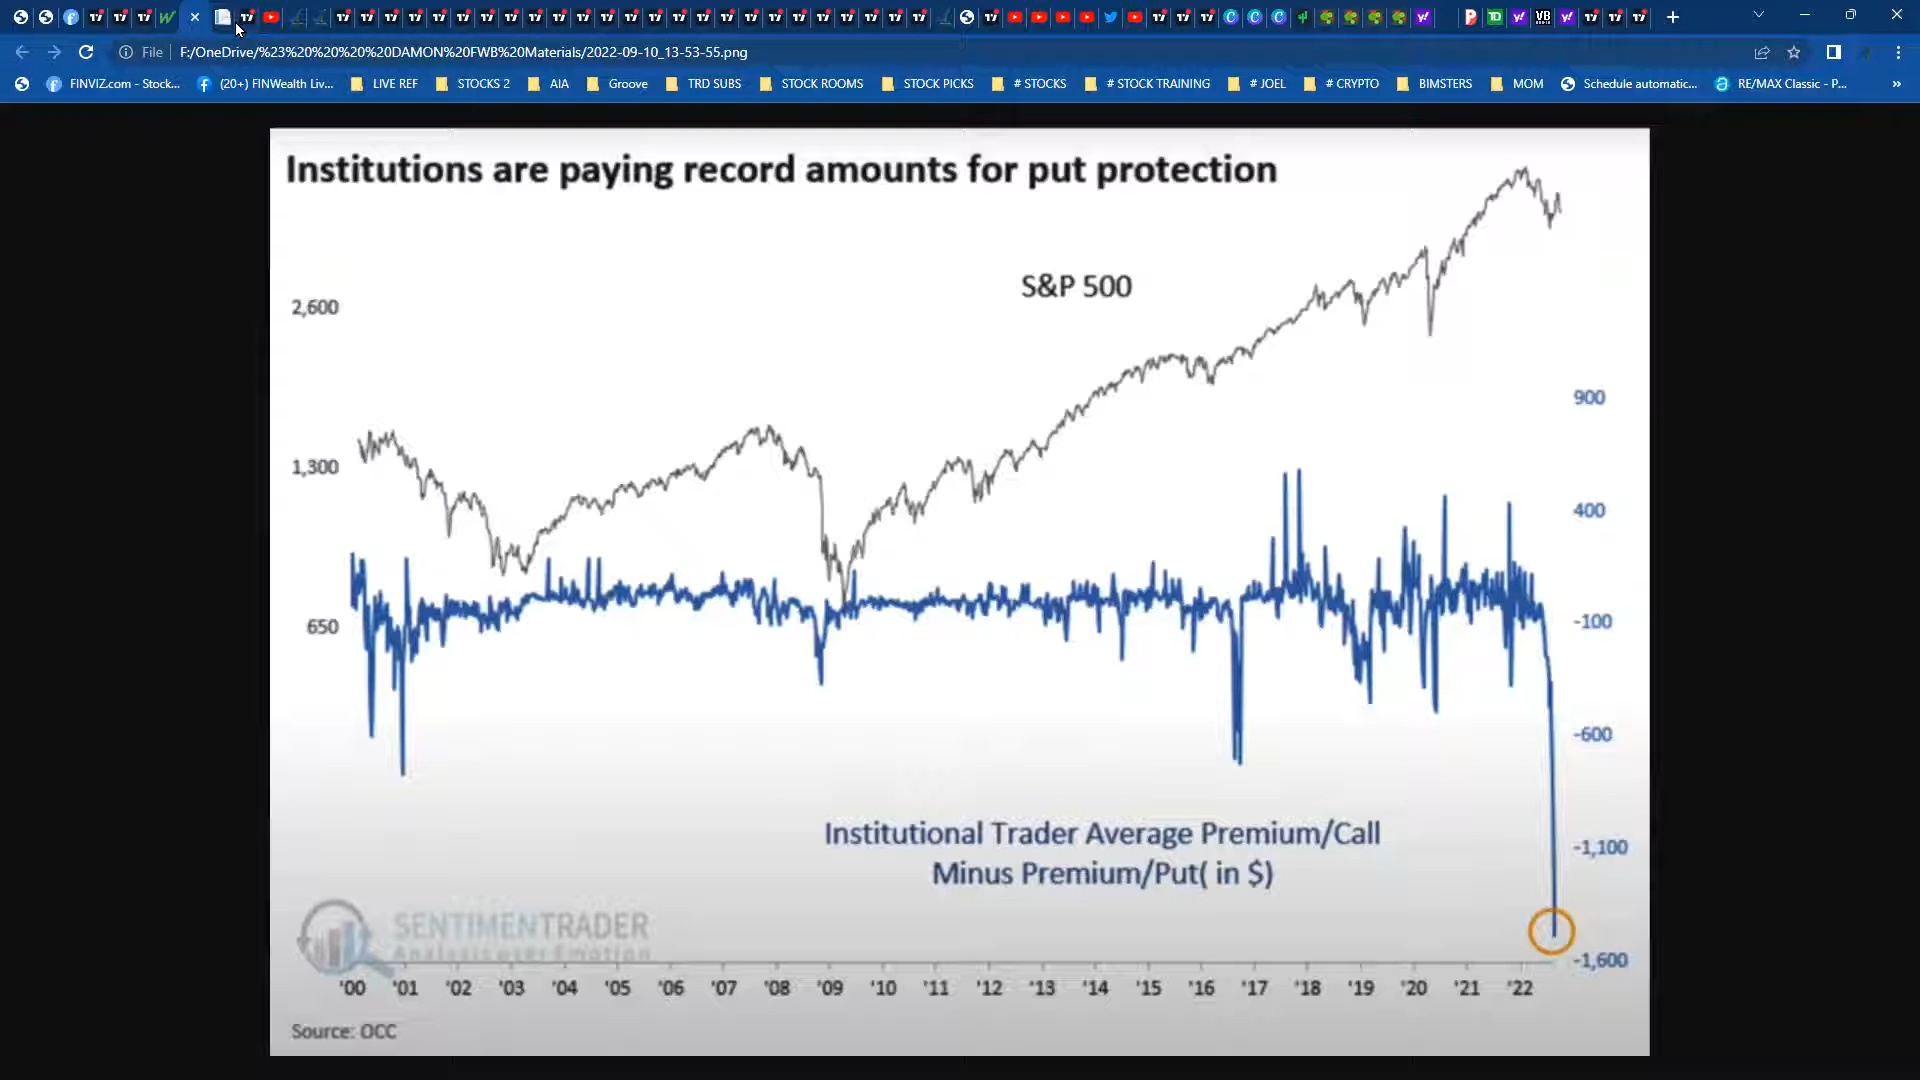 File
F:/OneDrive/%23%20%20%20%20DAMON%20FWB%20Materials/2022-09-10_13-53-55.png
FINVIZ.com - Stock...
(20+) FINWealth Liv...
LIVE REF
STOCKS 2
AIA
Groove
TRD SUBS
STOCK ROOMS
STOCK PICKS
# STOCKS
# STOCK TRAINING
# JOEL
# CRYPTO
BIMSTERS
MOM
Schedule automatic...
RE/MAX Classic - P...
Institutions are paying record amounts for put protection
S&P 500
2,600
1,300
650
900
400
-100
-600
-1,100
-1,600
Institutional Trader Average Premium/Call
Minus Premium/Put( in $)
SENTIMENTRADER
Analysis over Emotion
'00 '01 '02 '03 '04 '05 '06 '07 '08 '09 '10 '11 '12 '13 '14 '15 '16 '17 '18 '19 '20 '21 '22
Source: OCC